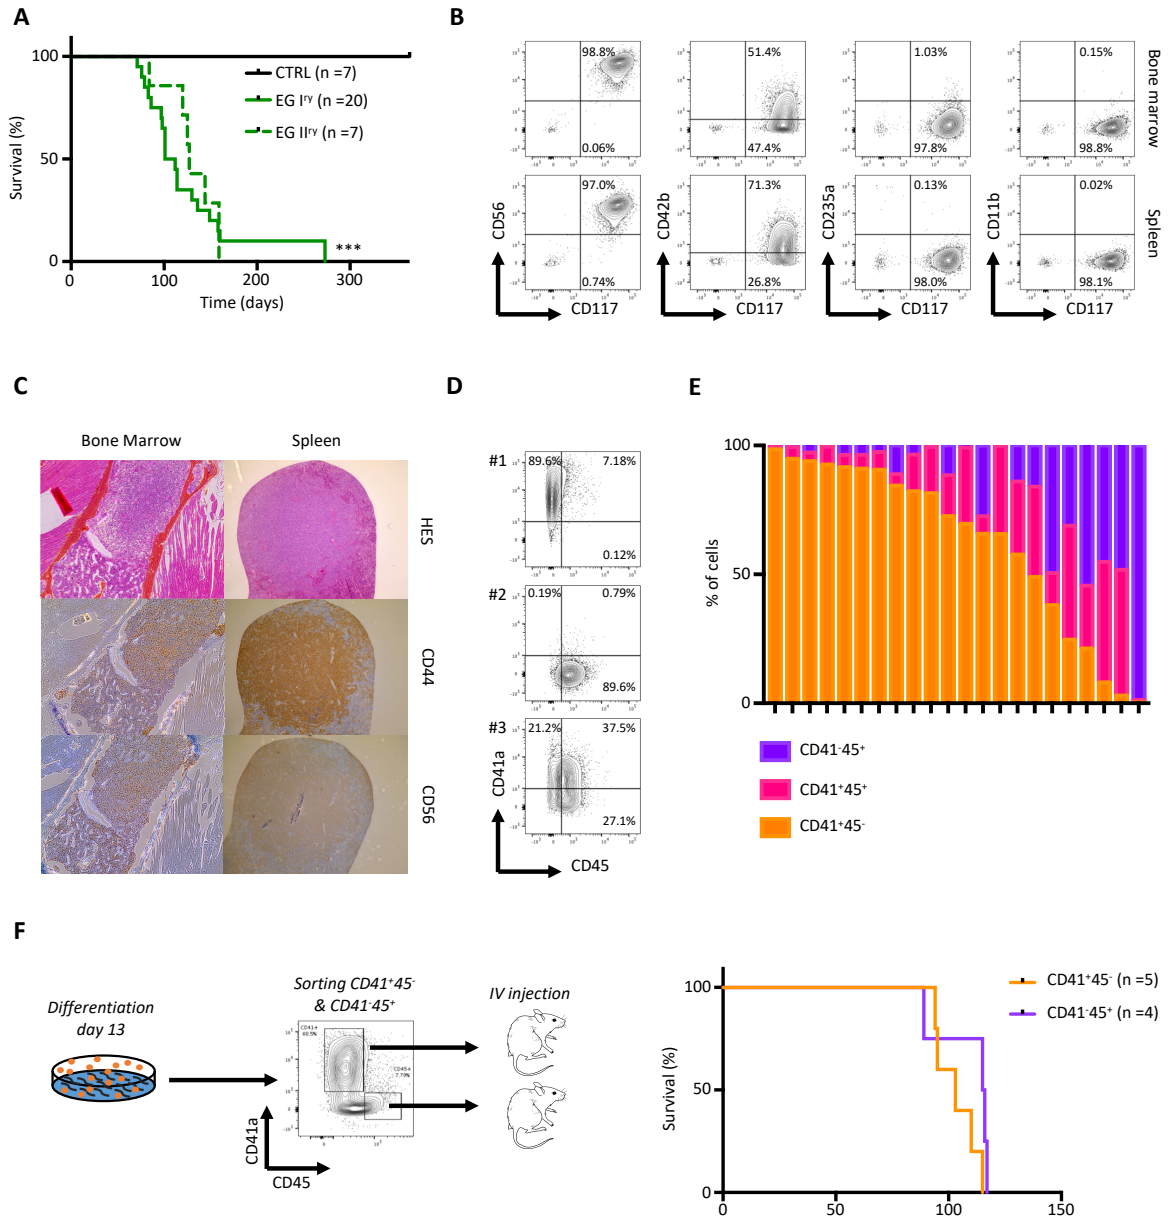 A
100
50
0
Survival (%)
CTRL (n =7)
EG Iʳʸ (n =20)
EG IIʳʸ (n =7)
***
0 100 200 300
Time (days)
B
98.8% 51.4% 1.03% 0.15%
0.06% 47.4% 97.8% 98.8%
Bone marrow
97.0% 71.3% 0.13% 0.02%
0.74% 26.8% 98.0% 98.1%
Spleen
CD56 CD42b CD235a CD11b
CD117 CD117 CD117 CD117
C
Bone Marrow Spleen
HES
CD44
CD56
D
#1
89.6% 7.18%
0.12%
#2
0.19% 0.79%
89.6%
#3
21.2% 37.5%
27.1%
CD41a
CD45
E
100
50
0
% of cells
CD41⁻45⁺
CD41⁺45⁺
CD41⁺45⁻
F
Differentiation
day 13
Sorting CD41⁺45⁻
& CD41⁻45⁺
CD41+
60.5%
CD45+
7.79%
CD41a
CD45
IV injection
100
50
0
Survival (%)
CD41⁺45⁻ (n =5)
CD41⁻45⁺ (n =4)
0 50 100 150